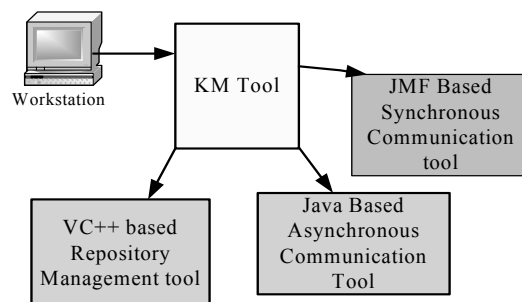 Workstation
KM Tool
JMF Based
Synchronous
Communication
tool
VC++ based
Repository
Management tool
Java Based
Asynchronous
Communication
Tool